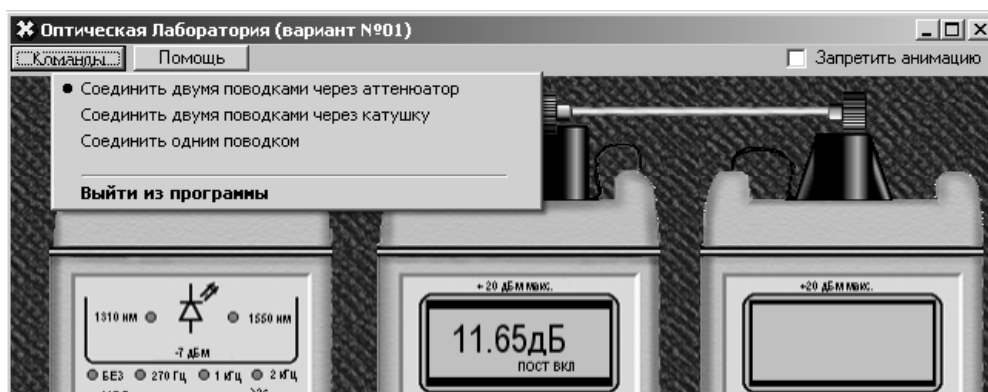 Оптическая Лаборатория (вариант №01)
Команды Помощь Запретить анимацию
Соединить двумя поводками через аттенюатор
Соединить двумя поводками через катушку
Соединить одним поводком
Выйти из программы
+20 дБм макс. +20 дБм макс.
1310 нм 1550 нм
11.65дБ
-7 дБм
ПОСТ ВКЛ
БЕЗ 270 Гц 1 кГц 2 кГц